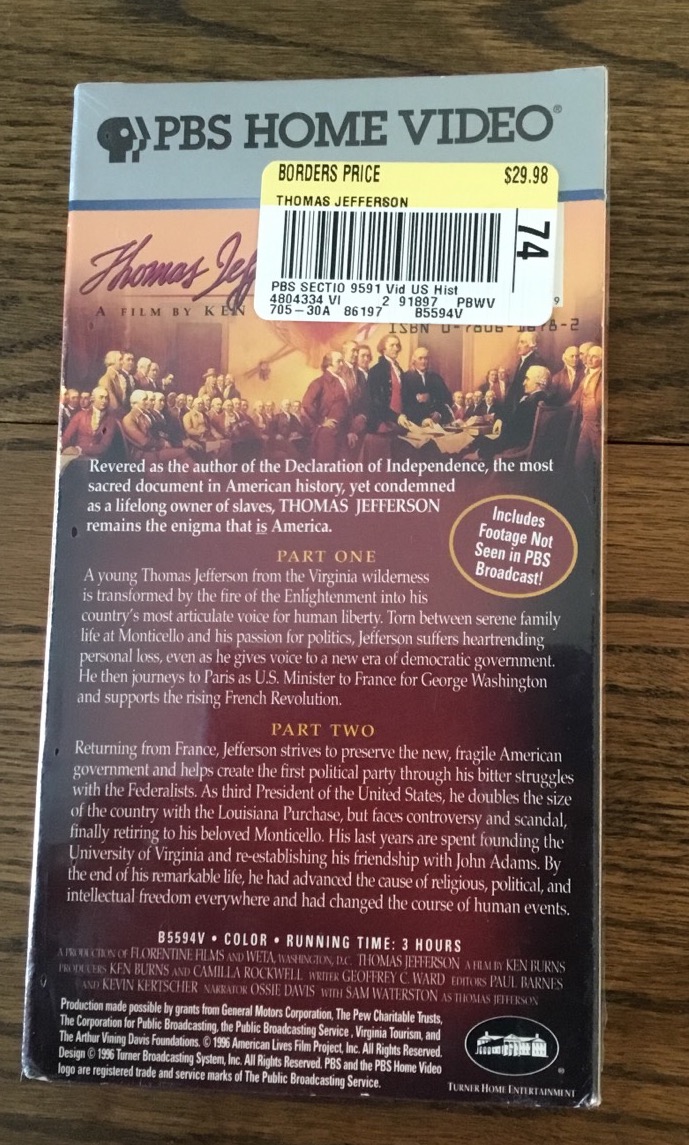 PBS HOME VIDEO®
BORDERS PRICE $29.98
THOMAS JEFFERSON
74
PBS SECTIO 9591 Vid US Hist
4804334 VI 2 91897 PBWV
705-30A 86197 B5594V
9
Thomas Jeff
A FILM BY KEN
ISBN 0-7806-1678-2
Revered as the author of the Declaration of Independence, the most
sacred document in American history, yet condemned
as a lifelong owner of slaves, THOMAS JEFFERSON
remains the enigma that is America.
Includes
Footage Not
Seen in PBS
Broadcast!
PART ONE
A young Thomas Jefferson from the Virginia wilderness
is transformed by the fire of the Enlightenment into his
country's most articulate voice for human liberty. Torn between serene family
life at Monticello and his passion for politics, Jefferson suffers heartrending
personal loss, even as he gives voice to a new era of democratic government.
He then journeys to Paris as U.S. Minister to France for George Washington
and supports the rising French Revolution.
PART TWO
Returning from France, Jefferson strives to preserve the new, fragile American
government and helps create the first political party through his bitter struggles
with the Federalists. As third President of the United States, he doubles the size
of the country with the Louisiana Purchase, but faces controversy and scandal,
finally retiring to his beloved Monticello. His last years are spent founding the
University of Virginia and re-establishing his friendship with John Adams. By
the end of his remarkable life, he had advanced the cause of religious, political, and
intellectual freedom everywhere and had changed the course of human events.
B5594V • COLOR • RUNNING TIME: 3 HOURS
A PRODUCTION OF FLORENTINE FILMS AND WETA, WASHINGTON, D.C. THOMAS JEFFERSON A FILM BY KEN BURNS
PRODUCERS KEN BURNS AND CAMILLA ROCKWELL WRITER GEOFFREY C. WARD EDITORS PAUL BARNES
AND KEVIN KERTSCHER NARRATOR OSSIE DAVIS WITH SAM WATERSTON AS THOMAS JEFFERSON
Production made possible by grants from General Motors Corporation, The Pew Charitable Trusts,
The Corporation for Public Broadcasting, the Public Broadcasting Service, Virginia Tourism, and
The Arthur Vining Davis Foundations. © 1996 American Lives Film Project, Inc. All Rights Reserved.
Design © 1996 Turner Broadcasting System, Inc. All Rights Reserved. PBS and the PBS Home Video
logo are registered trade and service marks of The Public Broadcasting Service.
®
TURNER HOME ENTERTAINMENT